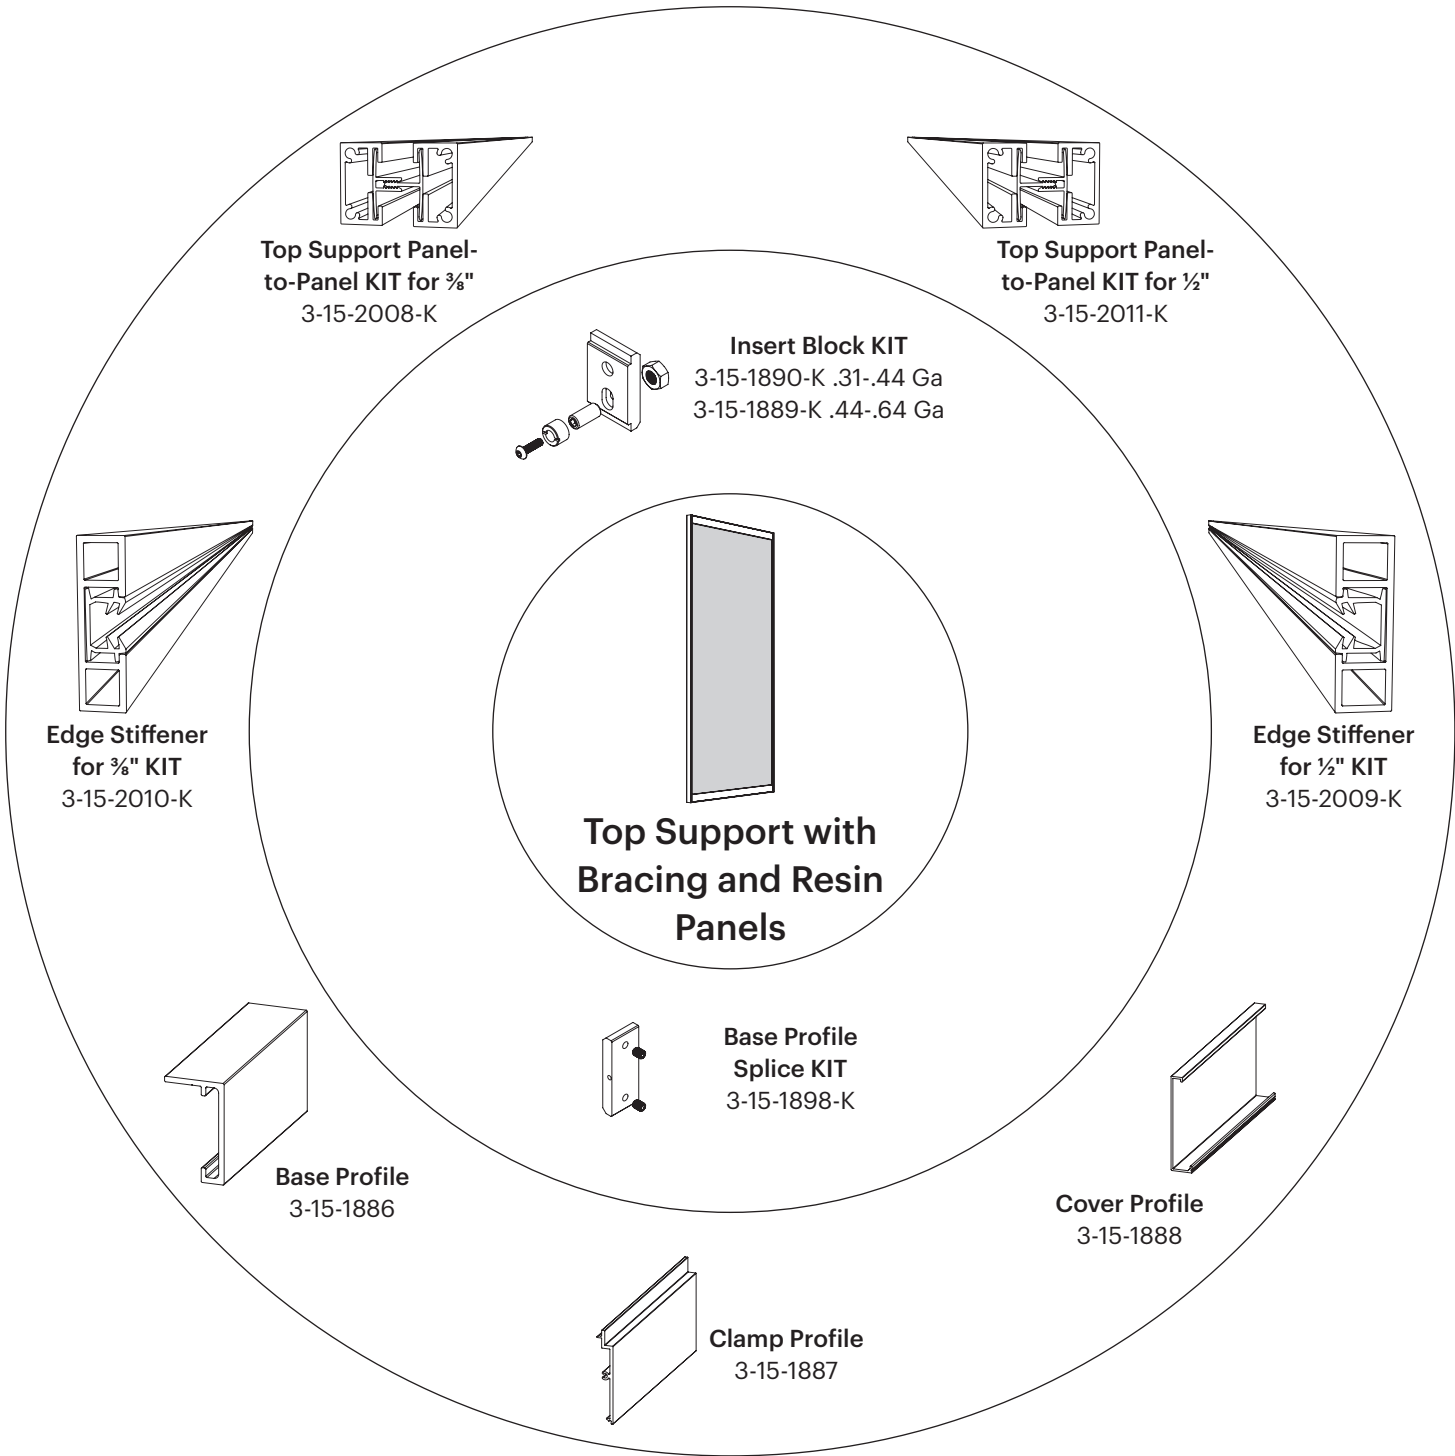 Top Support Panel-
to-Panel KIT for ⅜"
3-15-2008-K
Top Support Panel-
to-Panel KIT for ½"
3-15-2011-K
Insert Block KIT
3-15-1890-K .31-.44 Ga
3-15-1889-K .44-.64 Ga
Edge Stiffener
for ⅜" KIT
3-15-2010-K
Edge Stiffener
for ½" KIT
3-15-2009-K
Top Support with
Bracing and Resin
Panels
Base Profile
Splice KIT
3-15-1898-K
Base Profile
3-15-1886
Cover Profile
3-15-1888
Clamp Profile
3-15-1887